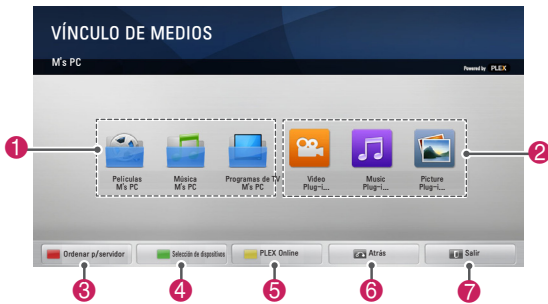 VÍNCULO DE MEDIOS
M's PC
Powered by PLEX
1
2
Películas
M's PC
Música
M's PC
Programas de TV
M's PC
Video
Plug-i...
Music
Plug-i...
Picture
Plug-i...
Ordenar p/servidor
Selección de dispositivos
PLEX Online
Atrás
Salir
3
4
5
6
7